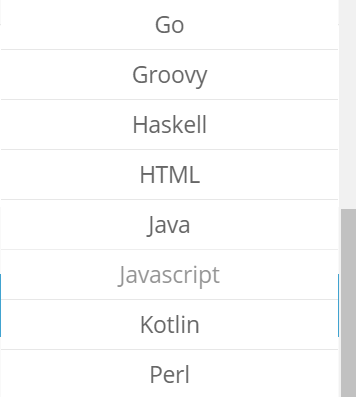 Go
Groovy
Haskell
HTML
Java
Javascript
Kotlin
Perl